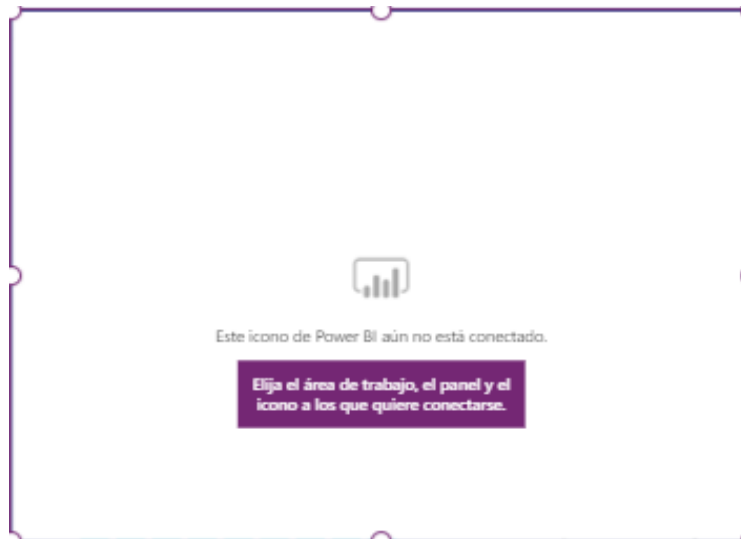 Este icono de Power BI aún no está conectado.
Elija el área de trabajo, el panel y el
icono a los que quiere conectarse.